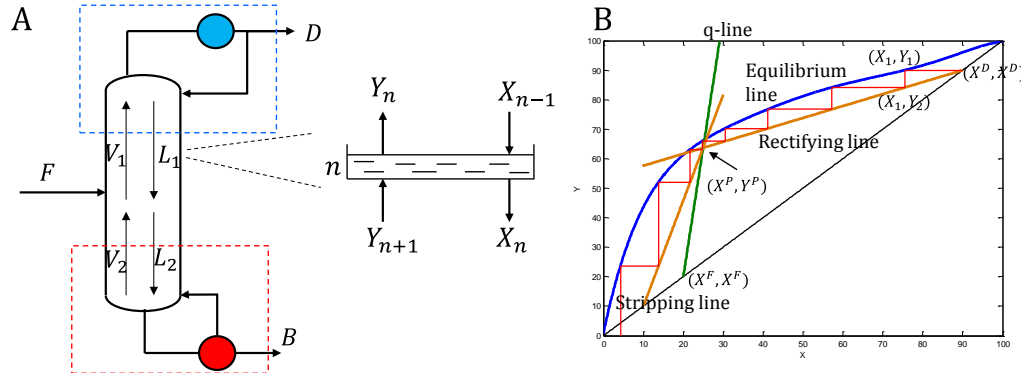 A
D
V₁
L₁
F
V₂
L₂
B
Yₙ
Xₙ₋₁
n
Yₙ₊₁
Xₙ
B
q-line
100
90
80
70
60
50
40
30
20
10
0
Y
(X₁, Y₁)
(Xᴰ, Xᴰ)
Equilibrium
line
(X₁, Y₂)
Rectifying line
(Xᴾ, Yᴾ)
(Xᶠ, Xᶠ)
Stripping line
0 10 20 30 40 50 60 70 80 90 100
X